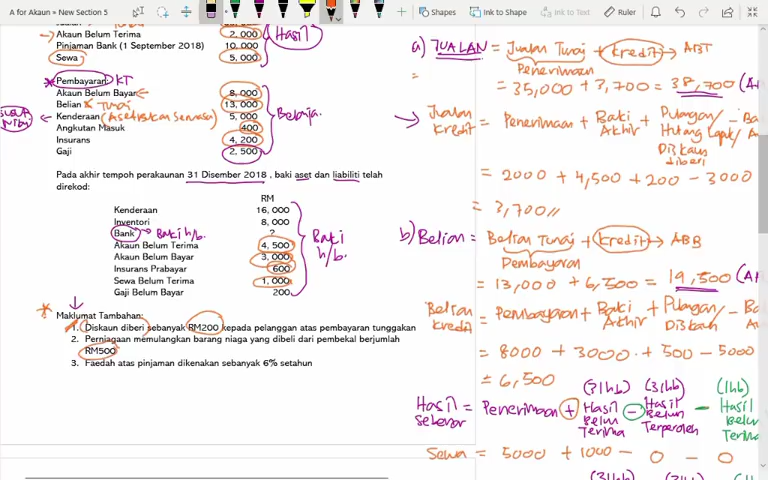 A for Akaun » New Section 5
Shapes
Ink to Shape
Ink to Text
Ruler
Akaun Belum Terima 2, 000
Pinjaman Bank (1 September 2018) 10, 000
Sewa 5, 000
Hasil
Pembayaran: KT
Akaun Belum Bayar 8, 000
Belian Tunai 13, 000
Kenderaan (Aset Bukan Semasa) 5, 000
Angkutan Masuk 400
Insurans 4, 200
Gaji 2, 500
Belanja.
Pada akhir tempoh perakaunan 31 Disember 2018, baki aset dan liabiliti telah
direkod:
RM
Kenderaan 16, 000
Inventori 8, 000
Bank Baki h/b. ?
Akaun Belum Terima 4, 500
Akaun Belum Bayar 3, 000
Insurans Prabayar 600
Sewa Belum Terima 1, 000
Gaji Belum Bayar 200
Baki
h/b.
Maklumat Tambahan:
1. Diskaun diberi sebanyak RM200 kepada pelanggan atas pembayaran tunggakan
2. Perniagaan memulangkan barang niaga yang dibeli dari pembekal berjumlah
RM500
3. Faedah atas pinjaman dikenakan sebanyak 6% setahun
a) JUALAN = Jualan Tunai + Kredit → ABT
Penerimaan
= 35,000 + 3,700 = 38,700
Jualan Kredit = Penerimaan + Baki Akhir + Pulangan/ Hutang Lapuk/ Diskaun diberi -
= 2000 + 4,500 + 200 - 3000
= 3,700 //
b) Belian = Belian Tunai + Kredit → ABB
Pembayaran
= 13,000 + 6,500 = 19,500
Belian Kredit = Pembayaran + Baki Akhir + Pulangan/ Diskaun -
= 8000 + 3000 + 500 - 5000
= 6,500
(31hb) (31hb) (1hb)
Hasil Sebenar = Penerimaan + Hasil Belum Terima - Hasil Belum Terperoleh - Hasil Belum Terima
Sewa = 5000 + 1000 - 0 - 0
(31hb)